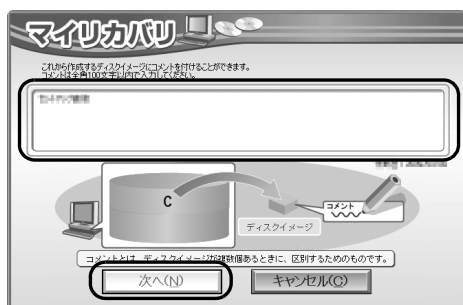 マイリカバリ
これから作成するディスクイメージにコメントを付けることができます。
コメントは全角100文字以内で入力してください。
C
コメント
ディスクイメージ
コメントとは、ディスクイメージが複数個あるときに、区別するためのものです。
次へ(N)
キャンセル(C)